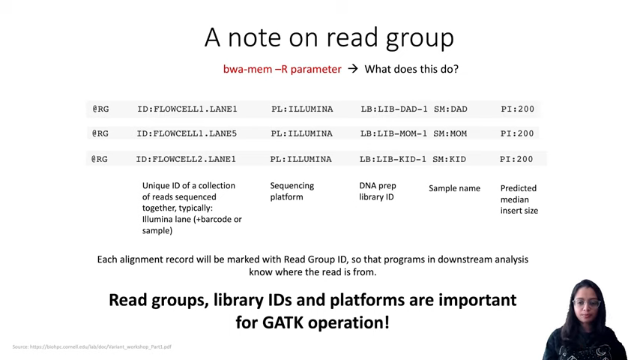 A note on read group
bwa-mem –R parameter → What does this do?
@RG ID:FLOWCELL1.LANE1 PL:ILLUMINA LB:LIB-DAD-1 SM:DAD PI:200
@RG ID:FLOWCELL1.LANE5 PL:ILLUMINA LB:LIB-MOM-1 SM:MOM PI:200
@RG ID:FLOWCELL2.LANE1 PL:ILLUMINA LB:LIB-KID-1 SM:KID PI:200
Unique ID of a collection
of reads sequenced
together, typically:
Illumina lane (+barcode or
sample)
Sequencing
platform
DNA prep
library ID
Sample name
Predicted
median
insert size
Each alignment record will be marked with Read Group ID, so that programs in downstream analysis
know where the read is from.
Read groups, library IDs and platforms are important
for GATK operation!
Source: https://biohpc.cornell.edu/lab/doc/Variant_workshop_Part1.pdf